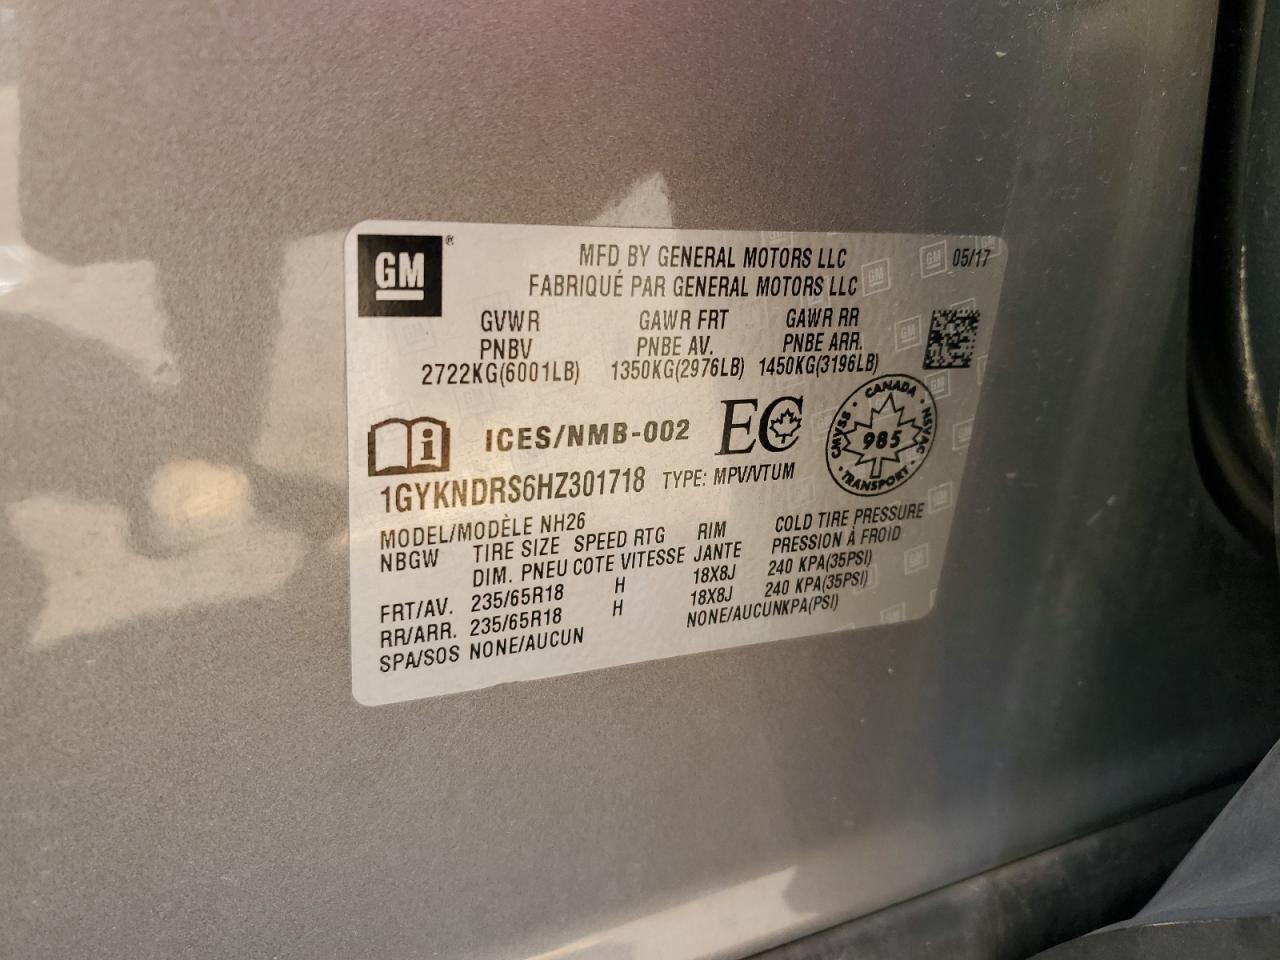 GM®
MFD BY GENERAL MOTORS LLC 05/17
FABRIQUÉ PAR GENERAL MOTORS LLC
GVWR GAWR FRT GAWR RR
PNBV PNBE AV. PNBE ARR.
2722KG(6001LB) 1350KG(2976LB) 1450KG(3196LB)
i ICES/NMB-002 EC
CANADA CMVSS NSVAC 985 TRANSPORT
1GYKNDRS6HZ301718 TYPE: MPV/VTUM
MODEL/MODÈLE NH26
NBGW TIRE SIZE SPEED RTG RIM COLD TIRE PRESSURE
DIM. PNEU COTE VITESSE JANTE PRESSION À FROID
FRT/AV. 235/65R18 H 18X8J 240 KPA(35PSI)
RR/ARR. 235/65R18 H 18X8J 240 KPA(35PSI)
SPA/SOS NONE/AUCUN NONE/AUCUNKPA(PSI)